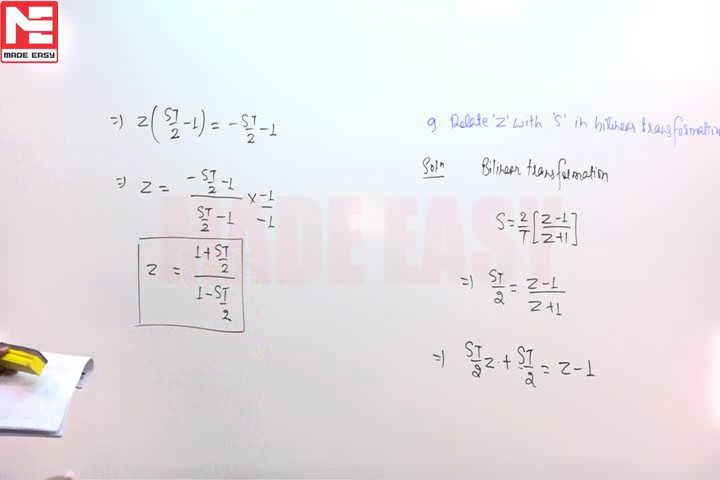 ME
MADE EASY
9. Relate 'Z' with 'S' in bilinear transformation
Soln Bilinear transformation
S = 2/T [Z-1/Z+1]
=) ST/2 = Z-1/Z+1
=) ST/2 Z + ST/2 = Z-1
=) Z(ST/2 -1) = -ST/2 -1
=) Z = (-ST/2 -1)/(ST/2 -1) × -1/-1
Z = (1+ST/2)/(1-ST/2)
MADE EASY